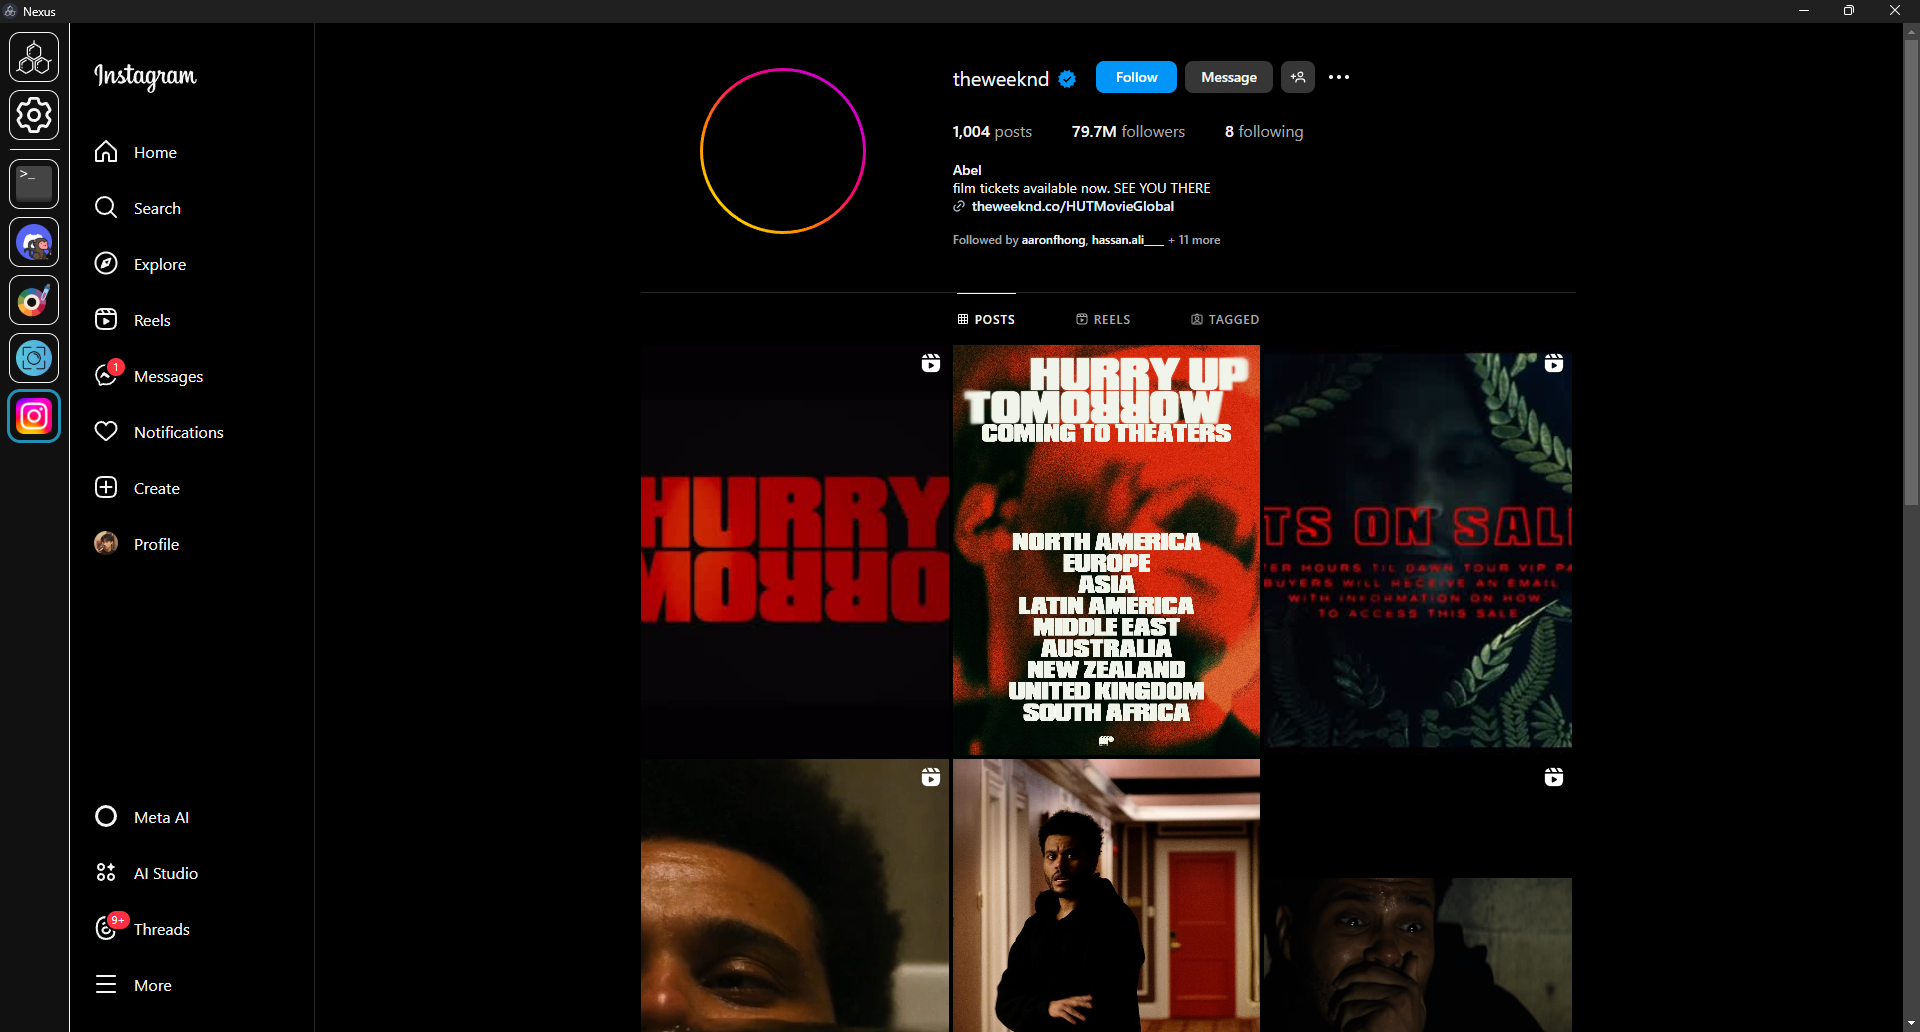 Nexus
>_
Instagram
Home
Search
Explore
Reels
1
Messages
Notifications
Create
Profile
Meta AI
AI Studio
9+
Threads
More
theweeknd
Follow
Message
1,004 posts
79.7M followers
8 following
Abel
film tickets available now. SEE YOU THERE
theweeknd.co/HUTMovieGlobal
Followed by aaronfhong, hassan.ali___ + 11 more
POSTS
REELS
TAGGED
HURRY
MORRO
HURRY UP
TOMORROW
COMING TO THEATERS
NORTH AMERICA
EUROPE
ASIA
LATIN AMERICA
MIDDLE EAST
AUSTRALIA
NEW ZEALAND
UNITED KINGDOM
SOUTH AFRICA
TS ON SAL
ER HOURS TIL DAWN TOUR VIP PA
BUYERS WILL RECEIVE AN EMAIL
WITH INFORMATION ON HOW
TO ACCESS THIS SALE